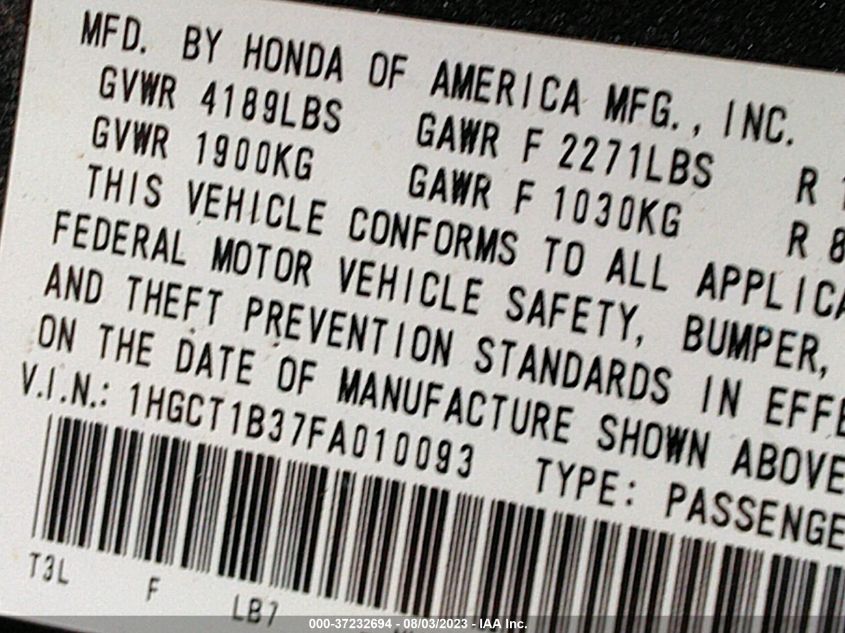 MFD. BY HONDA OF AMERICA MFG., INC.
GVWR 4189LBS GAWR F 2271LBS R
GVWR 1900KG GAWR F 1030KG R
THIS VEHICLE CONFORMS TO ALL
FEDERAL MOTOR VEHICLE SAFETY, BUMPER,
AND THEFT PREVENTION STANDARDS IN
ON THE DATE OF MANUFACTURE SHOWN ABOVE
V.I.N.: 1HGCT1B37FA010093 TYPE:
T3L F LB7
000-37232694 - 08/03/2023 - IAA Inc.